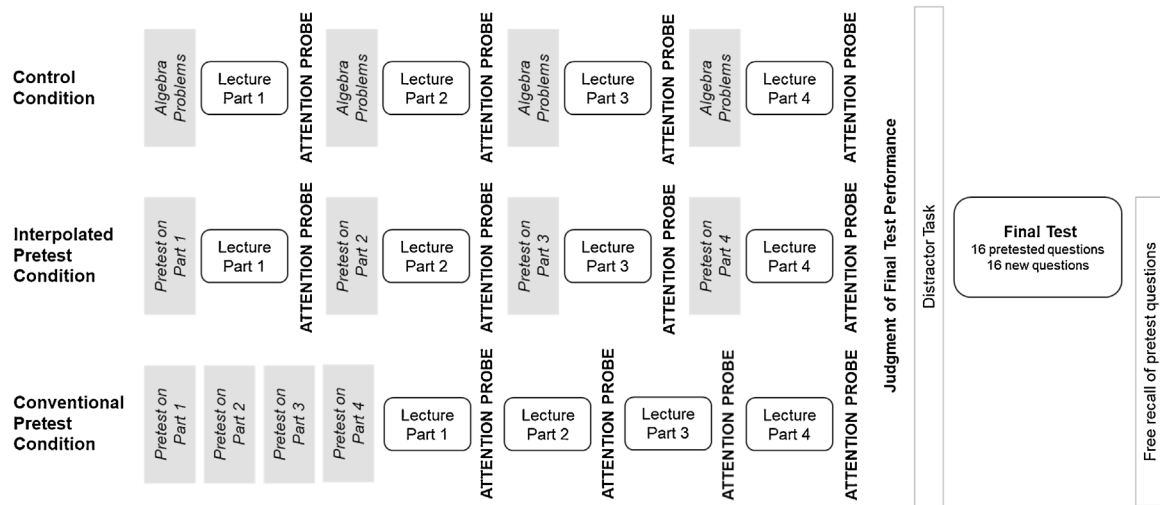 Control
Condition
Algebra
Problems
Lecture
Part 1
ATTENTION PROBE
Algebra
Problems
Lecture
Part 2
ATTENTION PROBE
Algebra
Problems
Lecture
Part 3
ATTENTION PROBE
Algebra
Problems
Lecture
Part 4
ATTENTION PROBE
Interpolated
Pretest
Condition
Pretest on
Part 1
Lecture
Part 1
ATTENTION PROBE
Pretest on
Part 2
Lecture
Part 2
ATTENTION PROBE
Pretest on
Part 3
Lecture
Part 3
ATTENTION PROBE
Pretest on
Part 4
Lecture
Part 4
ATTENTION PROBE
Conventional
Pretest
Condition
Pretest on
Part 1
Pretest on
Part 2
Pretest on
Part 3
Pretest on
Part 4
Lecture
Part 1
ATTENTION PROBE
Lecture
Part 2
ATTENTION PROBE
Lecture
Part 3
ATTENTION PROBE
Lecture
Part 4
ATTENTION PROBE
Judgment of Final Test Performance
Distractor Task
Final Test
16 pretested questions
16 new questions
Free recall of pretest questions